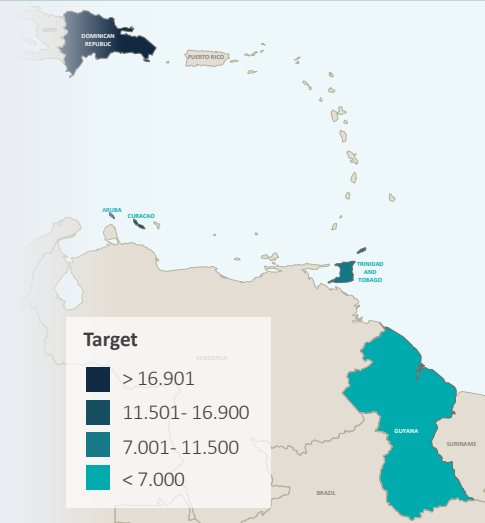 HAITI
DOMINICAN
REPUBLIC
PUERTO RICO
ARUBA
CURACAO
TRINIDAD
AND
TOBAGO
Target
> 16.901
11.501- 16.900
7.001- 11.500
< 7.000
VENEZUELA
GUYANA
SURINAME
BRAZIL